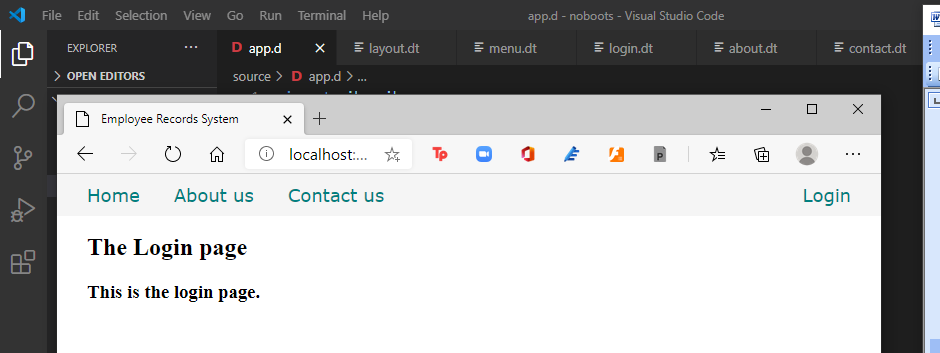 File Edit Selection View Go Run Terminal Help app.d - noboots - Visual Studio Code
EXPLORER ··· D app.d layout.dt menu.dt login.dt about.dt contact.dt
OPEN EDITORS source > D app.d > ...
Employee Records System
localhost:...
Home About us Contact us Login
The Login page
This is the login page.